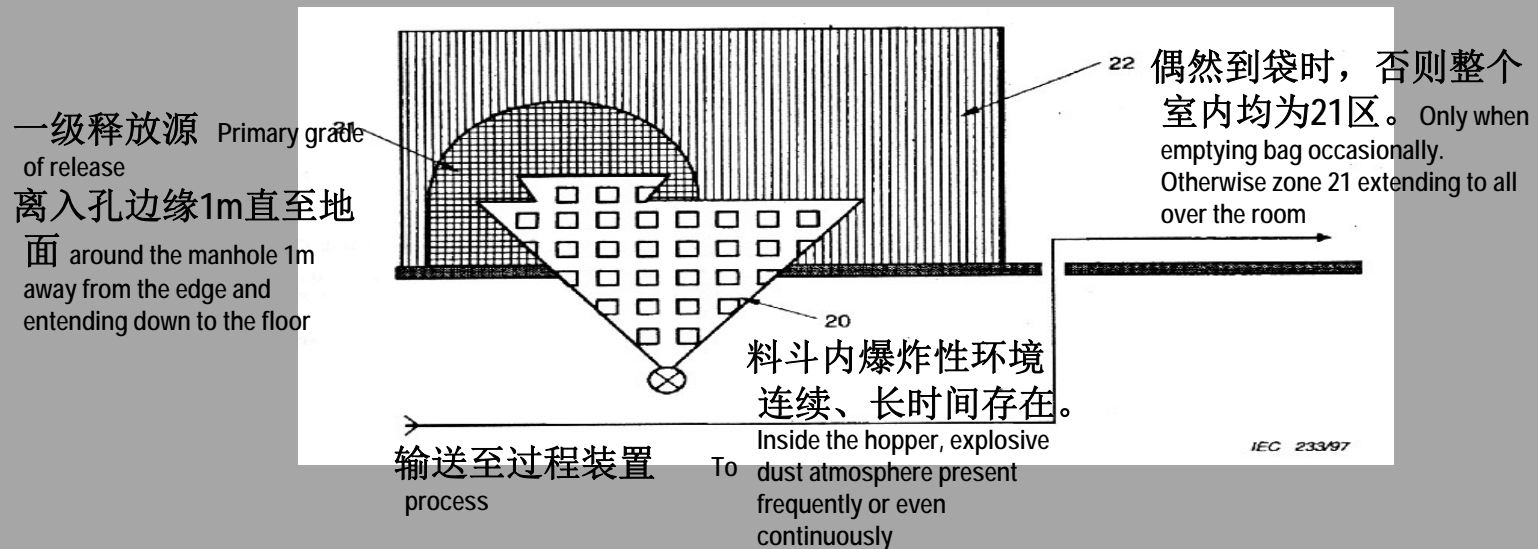 一级释放源 Primary grade
of release
21
离入孔边缘1m直至地
面 around the manhole 1m
away from the edge and
entending down to the floor
22
偶然到袋时，否则整个
室内均为21区。Only when
emptying bag occasionally.
Otherwise zone 21 extending to all
over the room
20
料斗内爆炸性环境
连续、长时间存在。
Inside the hopper, explosive
dust atmosphere present
frequently or even
continuously
输送至过程装置 To
process
IEC 233/97